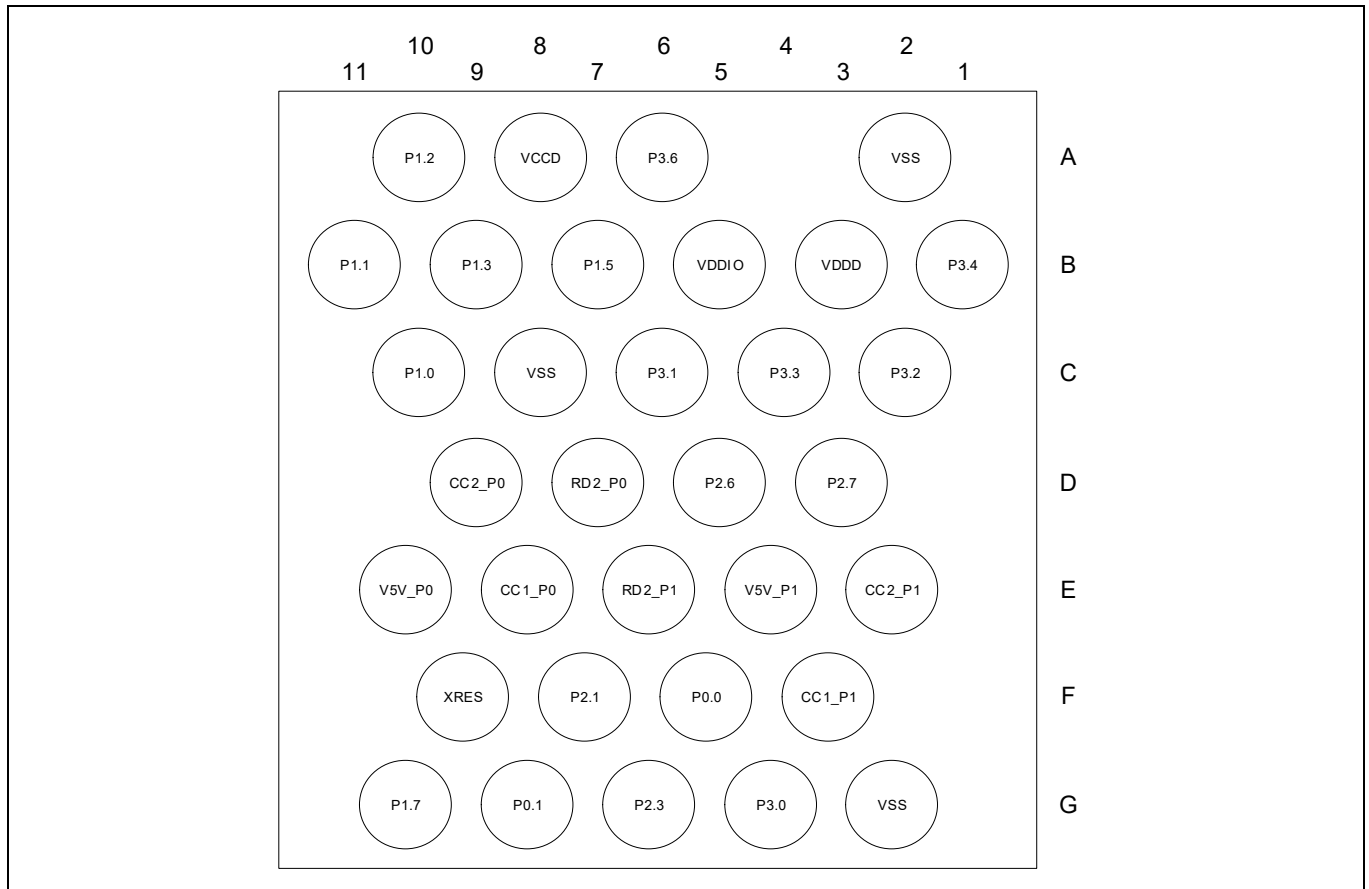 10 8 6 4 2
11 9 7 5 3 1
P1.2 VCCD P3.6 VSS A
P1.1 P1.3 P1.5 VDDIO VDDD P3.4 B
P1.0 VSS P3.1 P3.3 P3.2 C
CC2_P0 RD2_P0 P2.6 P2.7 D
V5V_P0 CC1_P0 RD2_P1 V5V_P1 CC2_P1 E
XRES P2.1 P0.0 CC1_P1 F
P1.7 P0.1 P2.3 P3.0 VSS G